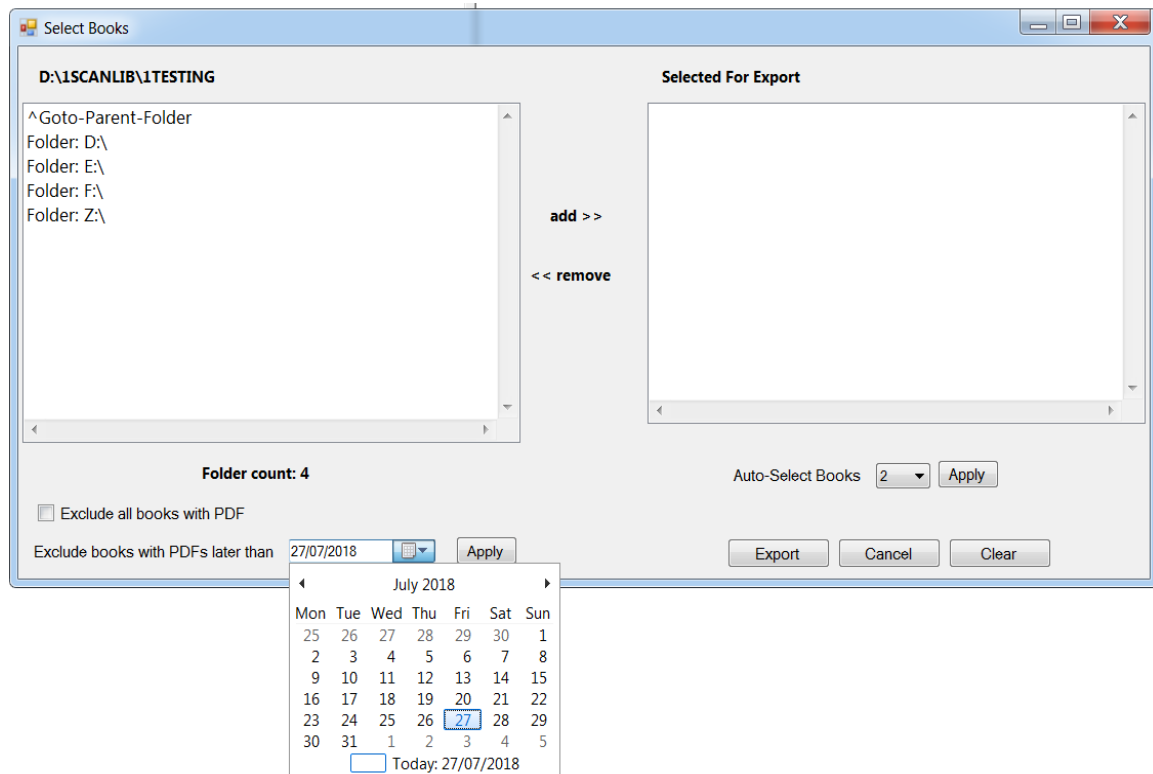 Select Books
D:\1SCANLIB\1TESTING
Selected For Export
^Goto-Parent-Folder
Folder: D:\
Folder: E:\
Folder: F:\
Folder: Z:\
add >>
<< remove
Folder count: 4
Auto-Select Books 2 Apply
Exclude all books with PDF
Exclude books with PDFs later than 27/07/2018 Apply
Export Cancel Clear
July 2018
Mon Tue Wed Thu Fri Sat Sun
25 26 27 28 29 30 1
2 3 4 5 6 7 8
9 10 11 12 13 14 15
16 17 18 19 20 21 22
23 24 25 26 27 28 29
30 31 1 2 3 4 5
Today: 27/07/2018